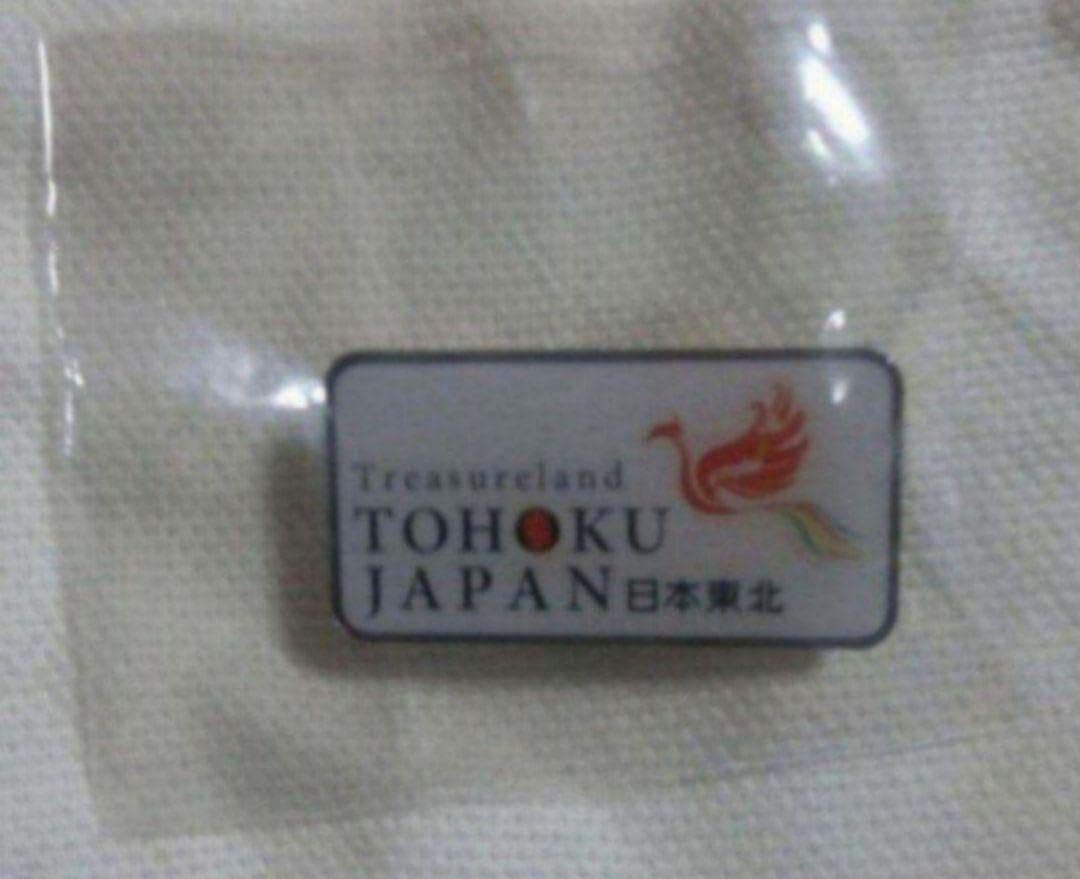 Treasureland
TOHOKU
JAPAN日本東北